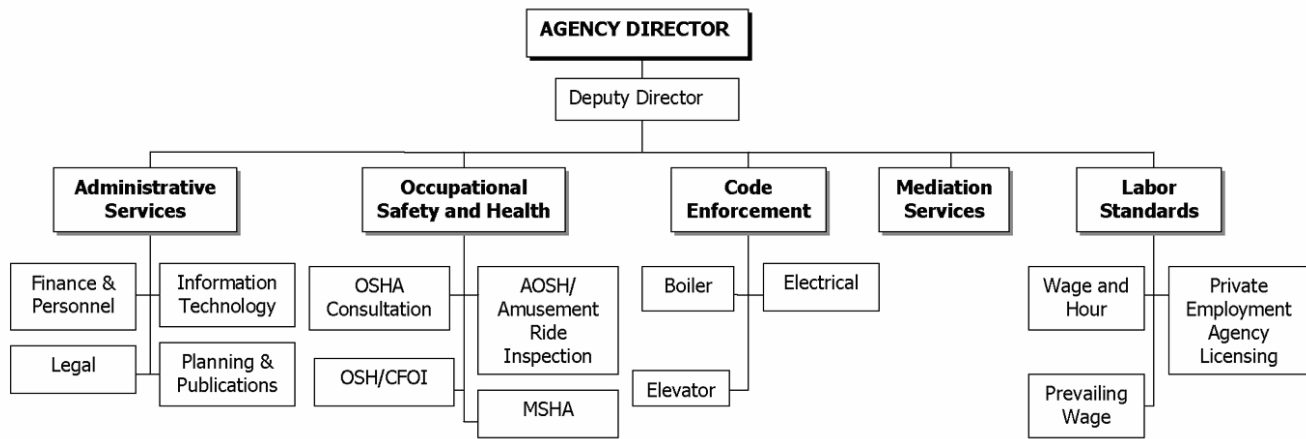 AGENCY DIRECTOR
Deputy Director
Administrative
Services
Occupational
Safety and Health
Code
Enforcement
Mediation
Services
Labor
Standards
Finance &
Personnel
Information
Technology
Legal
Planning &
Publications
OSHA
Consultation
AOSH/
Amusement
Ride
Inspection
OSH/CFOI
MSHA
Boiler
Electrical
Elevator
Wage and
Hour
Private
Employment
Agency
Licensing
Prevailing
Wage